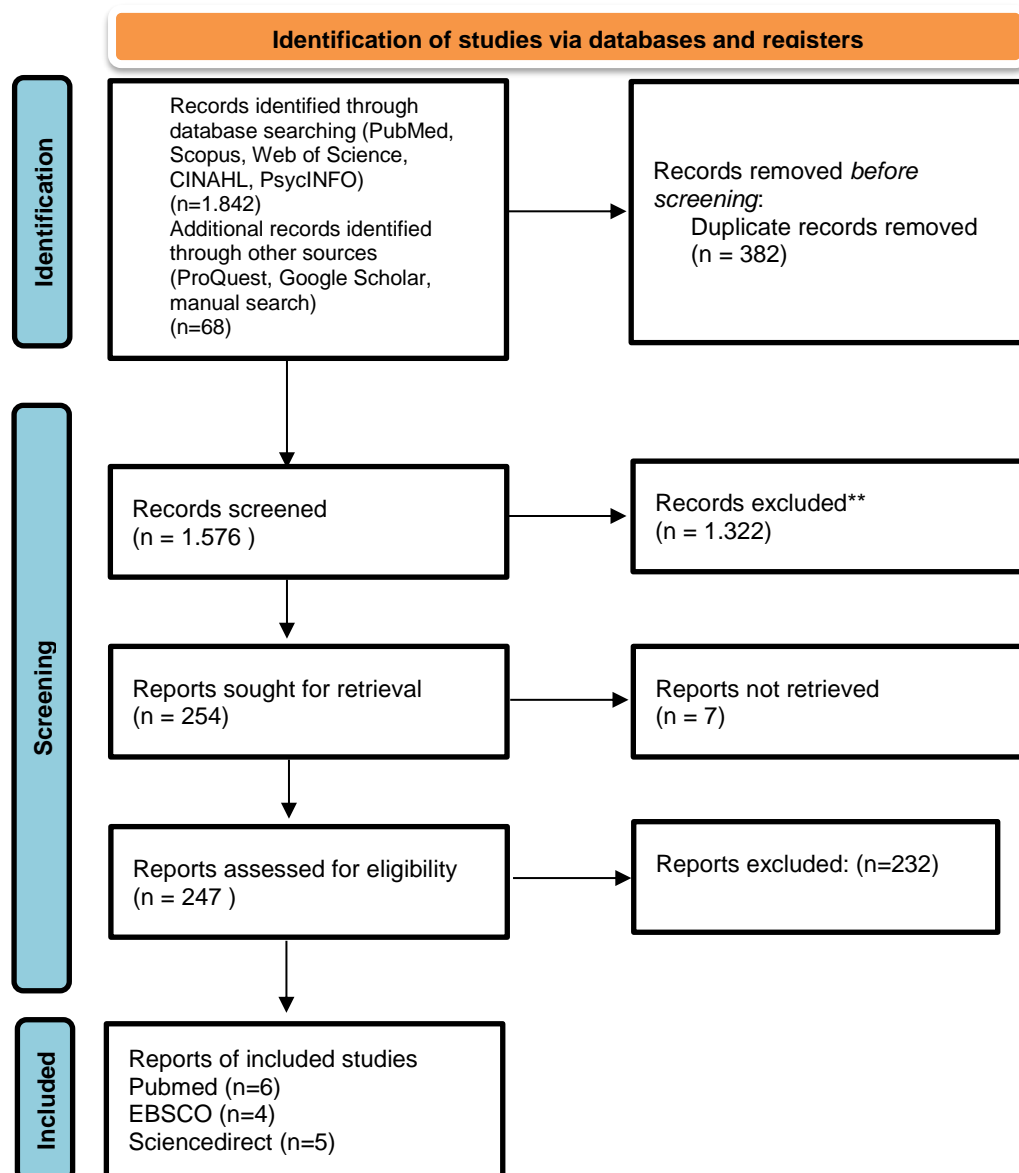 Identification of studies via databases and registers
Identification
Records identified through
database searching (PubMed,
Scopus, Web of Science,
CINAHL, PsycINFO)
(n=1.842)
Additional records identified
through other sources
(ProQuest, Google Scholar,
manual search)
(n=68)
Records removed before
screening:
Duplicate records removed
(n = 382)
Screening
Records screened
(n = 1.576 )
Records excluded**
(n = 1.322)
Reports sought for retrieval
(n = 254)
Reports not retrieved
(n = 7)
Reports assessed for eligibility
(n = 247 )
Reports excluded: (n=232)
Included
Reports of included studies
Pubmed (n=6)
EBSCO (n=4)
Sciencedirect (n=5)